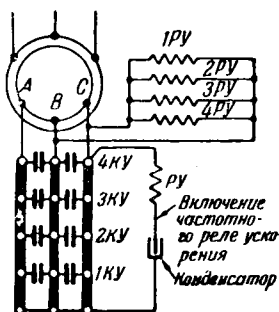 1РУ
2РУ
3РУ
4РУ
А
В
С
4КУ
3КУ
2КУ
1КУ
РУ
Включение
частотно-
го реле уско-
рения
Конденсатор